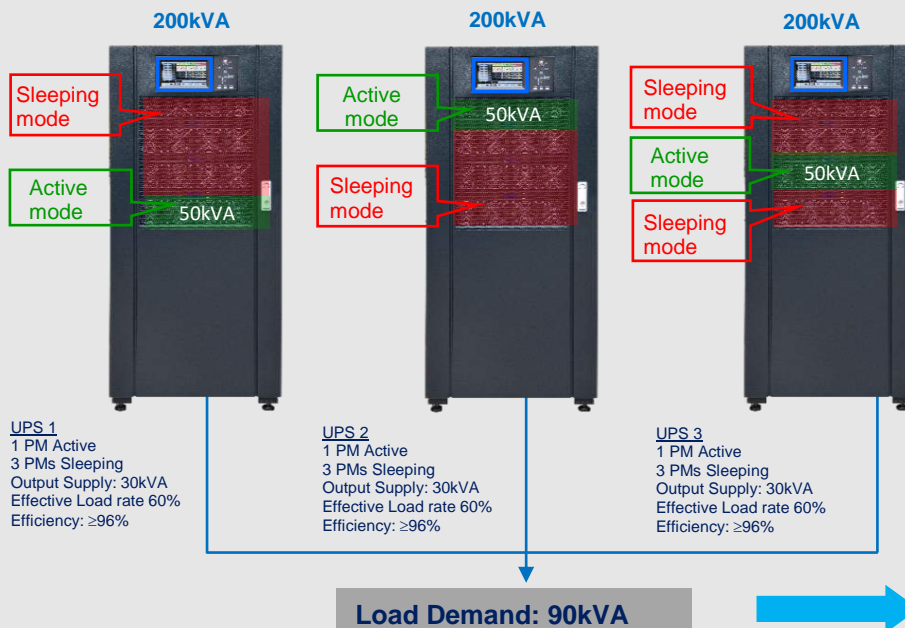 200kVA
200kVA
200kVA
Sleeping
mode
Active
mode
50kVA
Active
mode
50kVA
Sleeping
mode
Sleeping
mode
Active
mode
50kVA
Sleeping
mode
UPS 1
1 PM Active
3 PMs Sleeping
Output Supply: 30kVA
Effective Load rate 60%
Efficiency: ≥96%
UPS 2
1 PM Active
3 PMs Sleeping
Output Supply: 30kVA
Effective Load rate 60%
Efficiency: ≥96%
UPS 3
1 PM Active
3 PMs Sleeping
Output Supply: 30kVA
Effective Load rate 60%
Efficiency: ≥96%
Load Demand: 90kVA